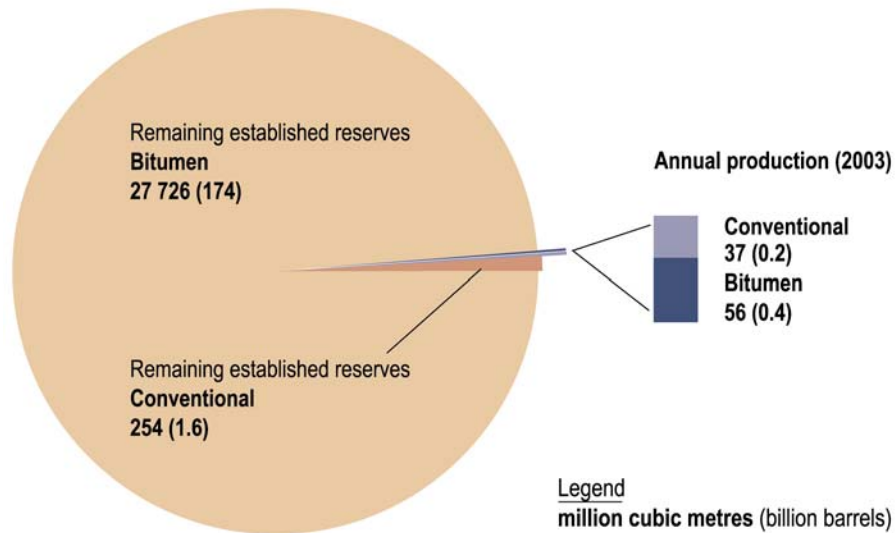 Remaining established reserves
Bitumen
27 726 (174)
Remaining established reserves
Conventional
254 (1.6)
Annual production (2003)
Conventional
37 (0.2)
Bitumen
56 (0.4)
Legend
million cubic metres (billion barrels)